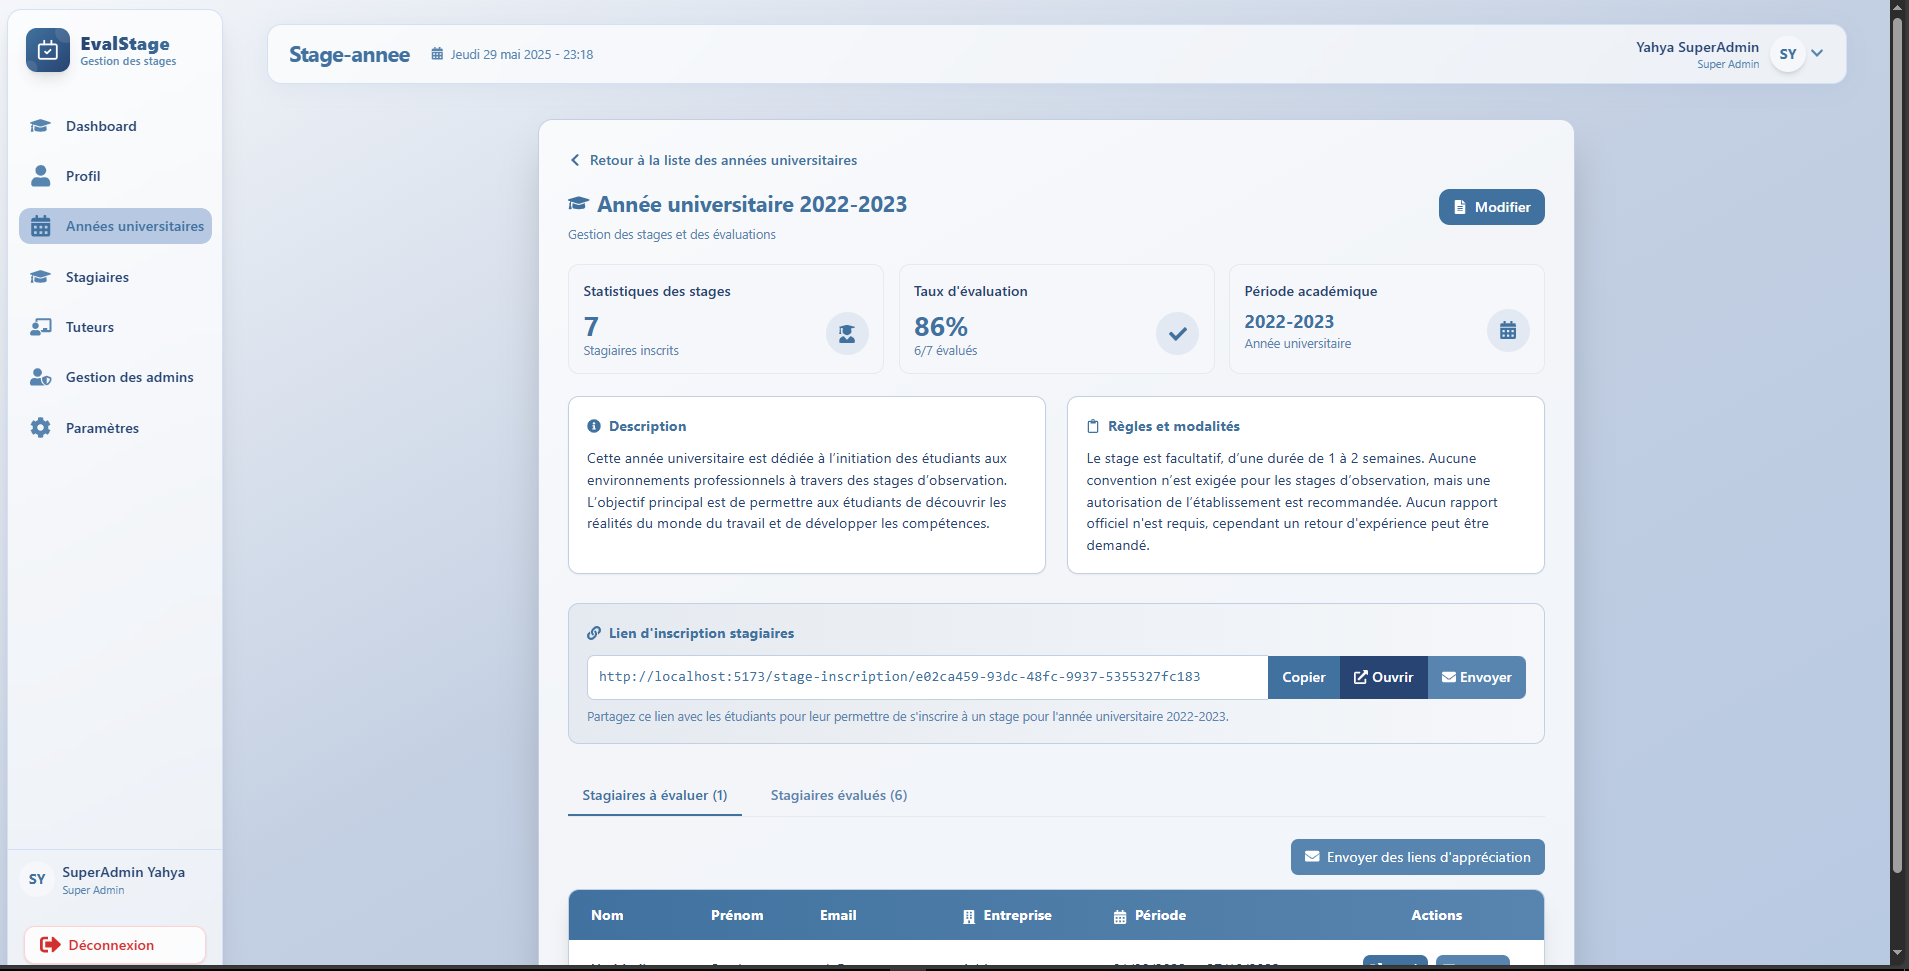 EvalStage
Gestion des stages
Dashboard
Profil
Années universitaires
Stagiaires
Tuteurs
Gestion des admins
Paramètres
SY
SuperAdmin Yahya
Super Admin
Déconnexion
Stage-annee
Jeudi 29 mai 2025 - 23:18
Yahya SuperAdmin
Super Admin
SY
Retour à la liste des années universitaires
Année universitaire 2022-2023
Gestion des stages et des évaluations
Modifier
Statistiques des stages
7
Stagiaires inscrits
Taux d'évaluation
86%
6/7 évalués
Période académique
2022-2023
Année universitaire
Description
Cette année universitaire est dédiée à l’initiation des étudiants aux
environnements professionnels à travers des stages d’observation.
L’objectif principal est de permettre aux étudiants de découvrir les
réalités du monde du travail et de développer les compétences.
Règles et modalités
Le stage est facultatif, d’une durée de 1 à 2 semaines. Aucune
convention n’est exigée pour les stages d’observation, mais une
autorisation de l’établissement est recommandée. Aucun rapport
officiel n'est requis, cependant un retour d'expérience peut être
demandé.
Lien d'inscription stagiaires
http://localhost:5173/stage-inscription/e02ca459-93dc-48fc-9937-5355327fc183
Copier
Ouvrir
Envoyer
Partagez ce lien avec les étudiants pour leur permettre de s'inscrire à un stage pour l'année universitaire 2022-2023.
Stagiaires à évaluer (1)
Stagiaires évalués (6)
Envoyer des liens d'appréciation
Nom Prénom Email Entreprise Période Actions